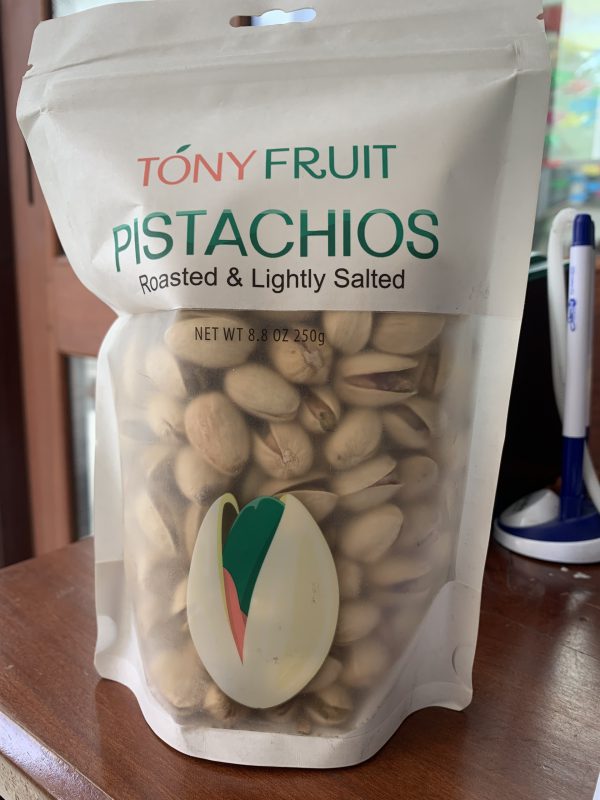 TÓNY FRUIT
PISTACHIOS
Roasted & Lightly Salted
NET WT 8.8 OZ 250g